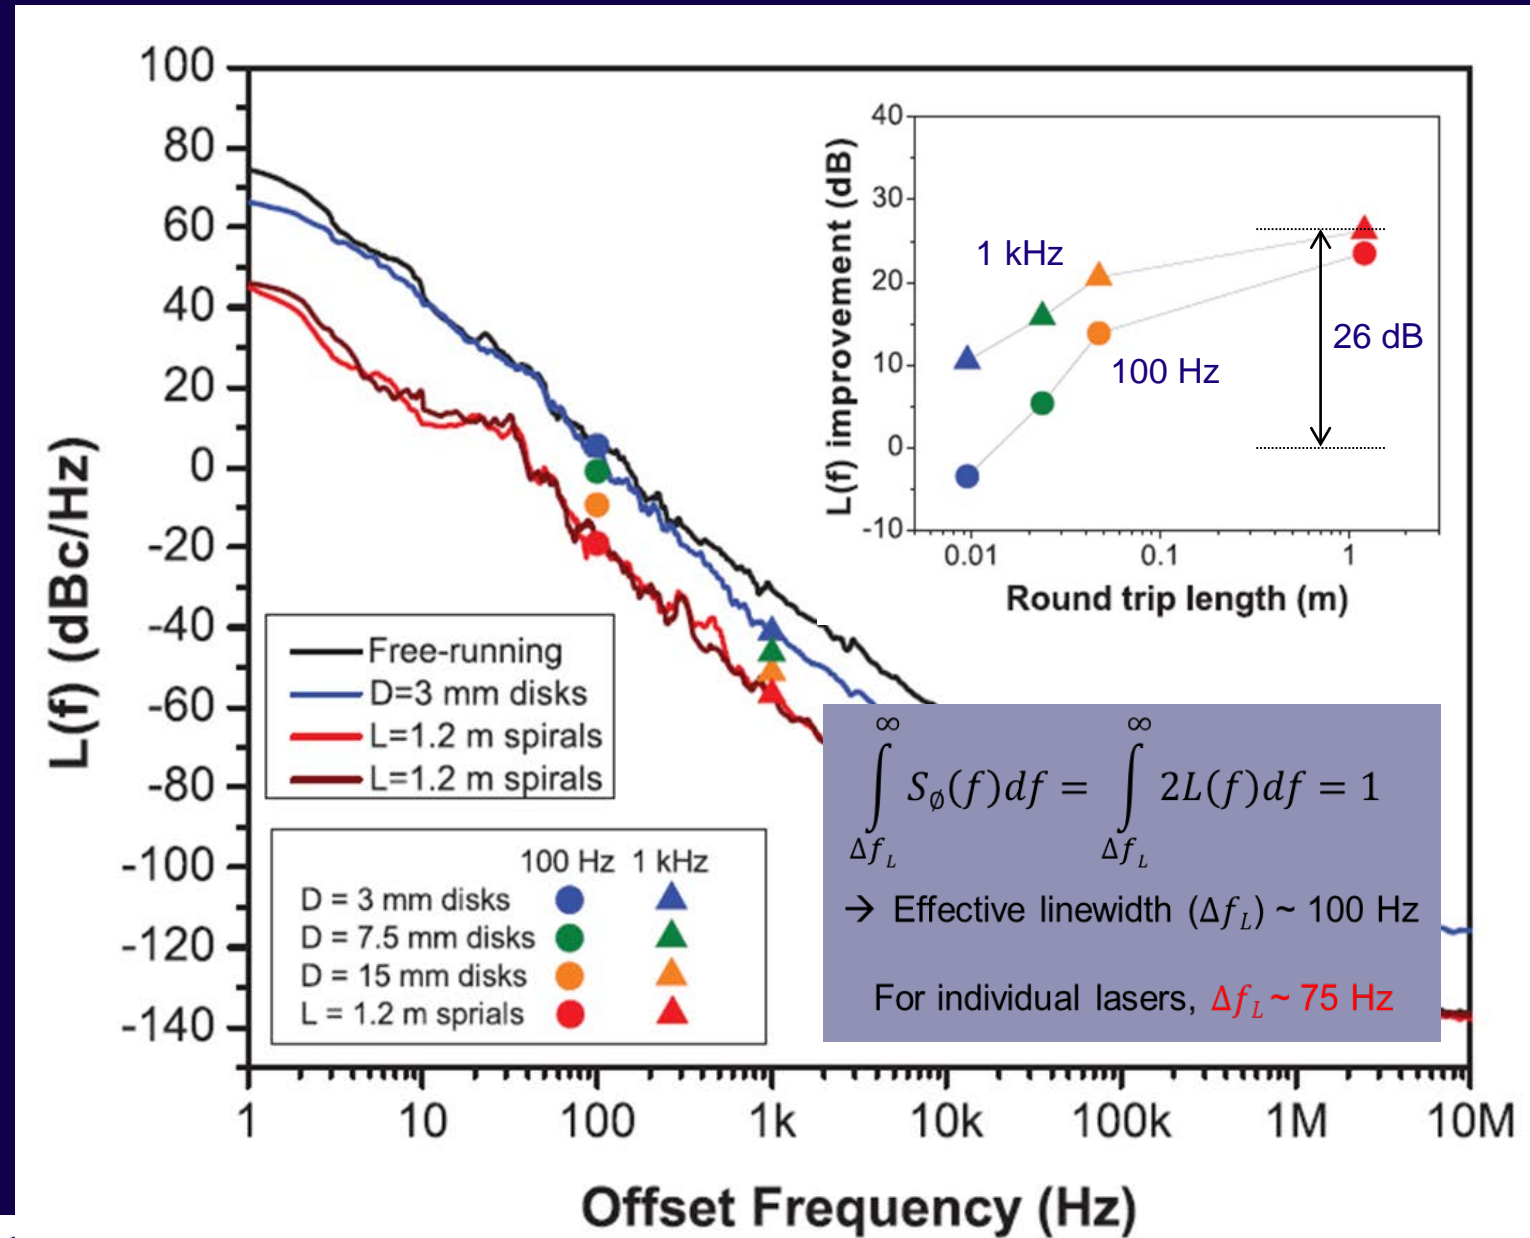 L(f) (dBc/Hz)
100
80
60
40
20
0
-20
-40
-60
-80
-100
-120
-140
1
10
100
1k
10k
100k
1M
10M
Offset Frequency (Hz)
L(f) improvement (dB)
40
30
20
10
0
-10
0.01
0.1
1
Round trip length (m)
1 kHz
100 Hz
26 dB
Free-running
D=3 mm disks
L=1.2 m spirals
L=1.2 m spirals
100 Hz 1 kHz
D = 3 mm disks
D = 7.5 mm disks
D = 15 mm disks
L = 1.2 m sprials
∫_{Δf_L}^{∞} S_∅(f)df = ∫_{Δf_L}^{∞} 2L(f)df = 1
→ Effective linewidth (Δf_L) ~ 100 Hz
For individual lasers, Δf_L ~ 75 Hz